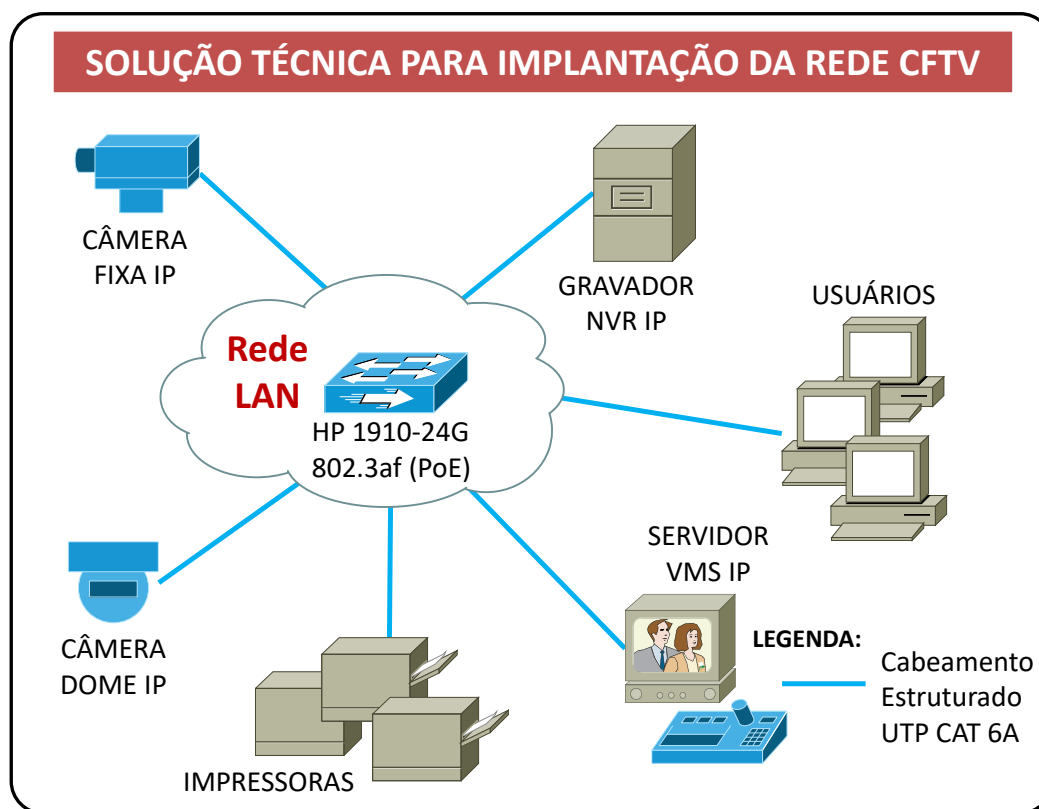 SOLUÇÃO TÉCNICA PARA IMPLANTAÇÃO DA REDE CFTV
CÂMERA
FIXA IP
GRAVADOR
NVR IP
USUÁRIOS
Rede
LAN
HP 1910-24G
802.3af (PoE)
SERVIDOR
VMS IP
CÂMERA
DOME IP
IMPRESSORAS
LEGENDA:
Cabeamento
Estruturado
UTP CAT 6A